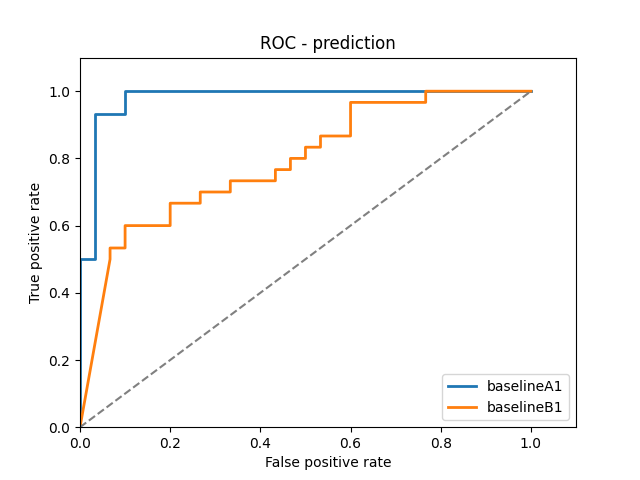 ROC - prediction
True positive rate
1.0
0.8
0.6
0.4
0.2
0.0
0.0 0.2 0.4 0.6 0.8 1.0
False positive rate
baselineA1
baselineB1